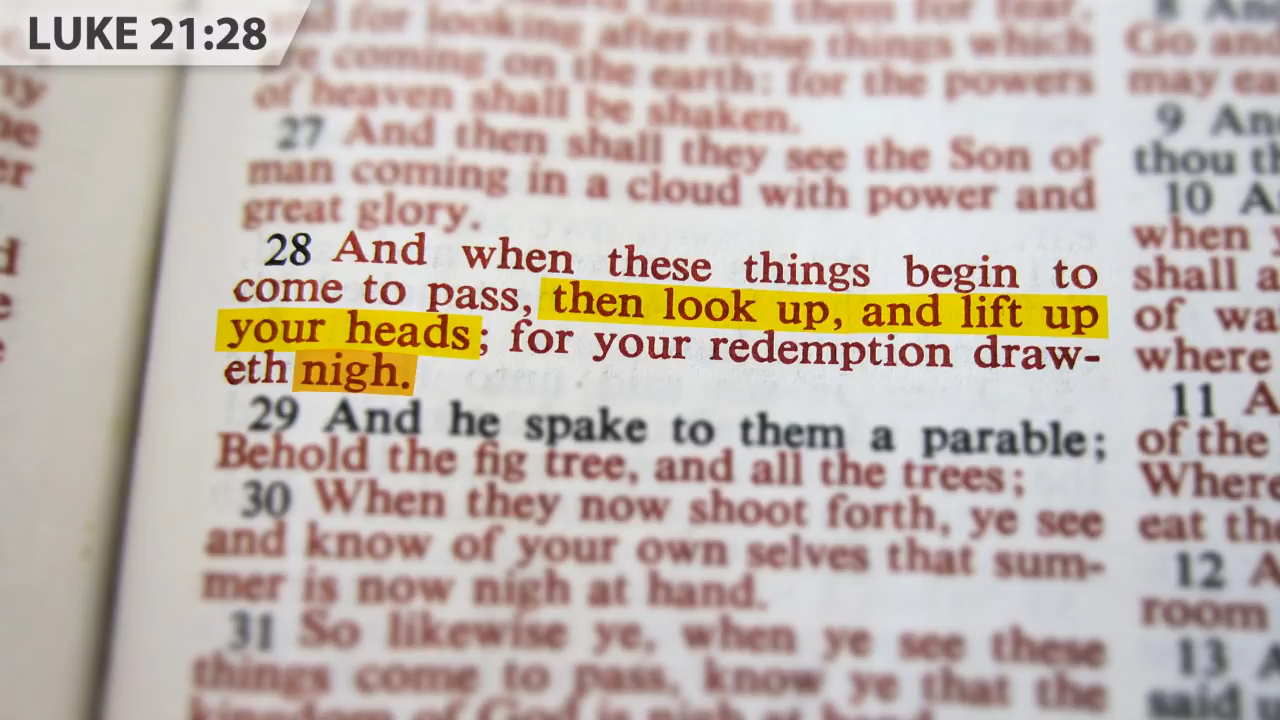 LUKE 21:28
for looking after those things which
coming on the earth: for the powers
of heaven shall be shaken.
27 And then shall they see the Son of
man coming in a cloud with power and
great glory.
28 And when these things begin to
come to pass, then look up, and lift up
your heads; for your redemption draw-
eth nigh.
29 And he spake to them a parable;
Behold the fig tree, and all the trees;
30 When they now shoot forth, ye see
and know of your own selves that sum-
mer is now nigh at hand.
31 So likewise ye, when ye see these
things come to pass, know ye that the
Go and
may
9
thou
10
when
shall
of
where
11
of the
Where
eat
12
room
13
said